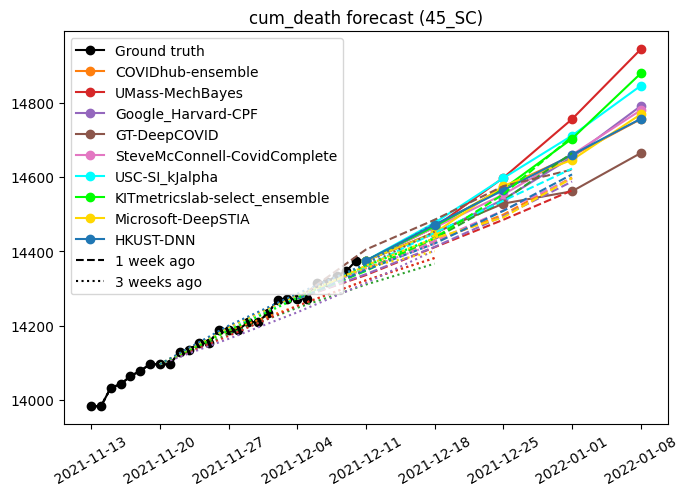 cum_death forecast (45_SC)
Ground truth
COVIDhub-ensemble
UMass-MechBayes
Google_Harvard-CPF
GT-DeepCOVID
SteveMcConnell-CovidComplete
USC-SI_kJalpha
KITmetricslab-select_ensemble
Microsoft-DeepSTIA
HKUST-DNN
1 week ago
3 weeks ago
14800
14600
14400
14200
14000
2021-11-13
2021-11-20
2021-11-27
2021-12-04
2021-12-11
2021-12-18
2021-12-25
2022-01-01
2022-01-08